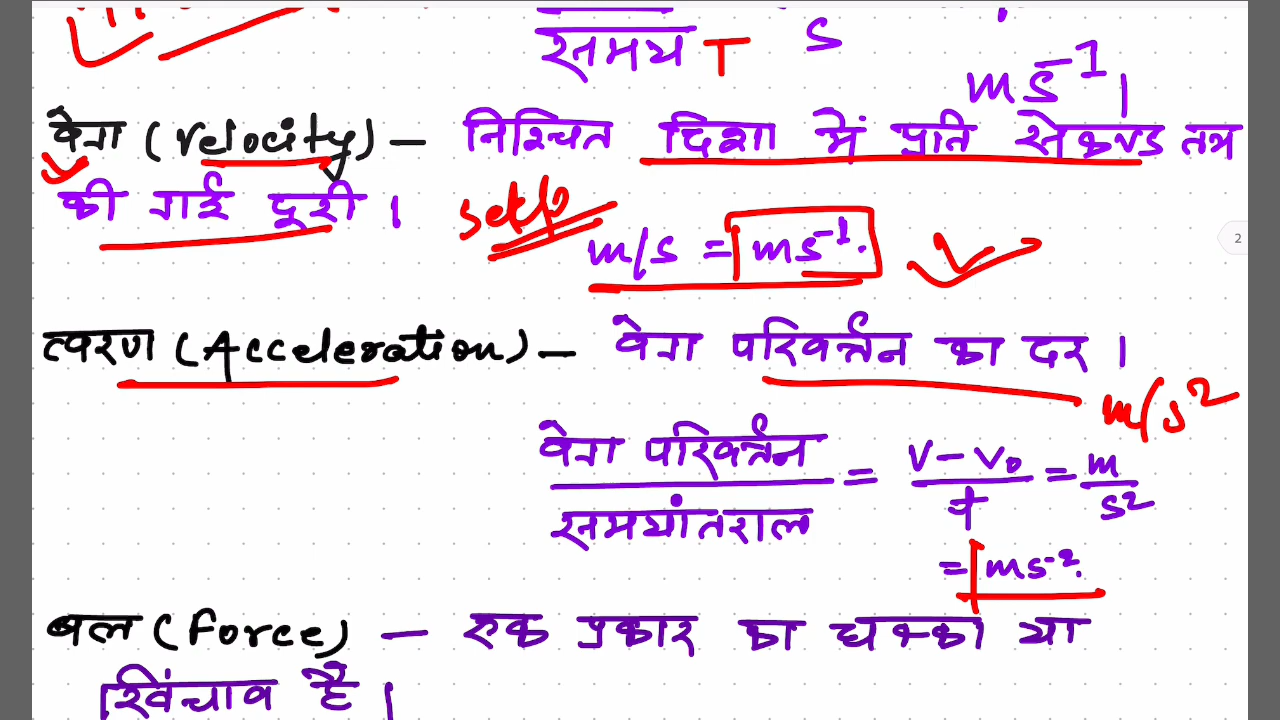 समय T s
ms⁻¹।
वेग (velocity) – निश्चित दिशा में प्रति सेकण्ड तय
की गई दूरी।
m/s = ms⁻¹.
त्वरण (Acceleration) – वेग परिवर्त्तन का दर।
m/s²
वेग परिवर्त्तन / समयांतराल = v – v₀ / t = m / s²
= ms⁻².
बल (force) – एक प्रकार का धक्का या
खिंचाव है।
2